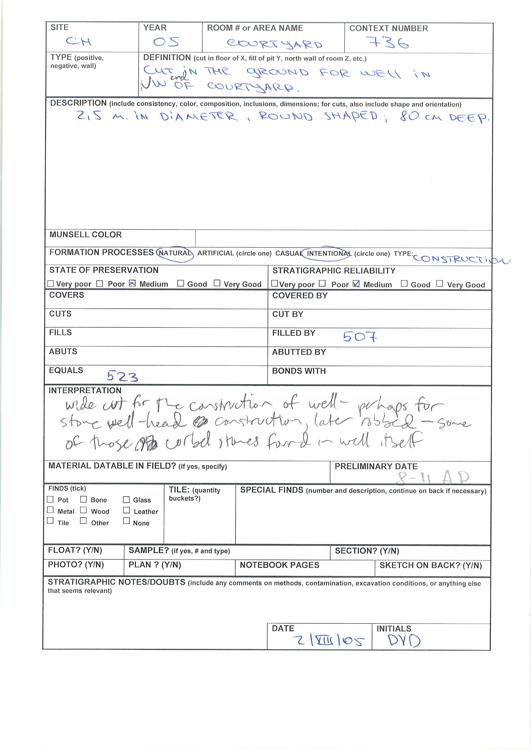 SITE YEAR ROOM # or AREA NAME CONTEXT NUMBER
CH 05 COURTYARD 736
TYPE (positive, negative, wall) DEFINITION (cut in floor of X, fill of pit Y, north wall of room Z, etc.)
CUT IN THE GROUND FOR WELL IN
NW end OF COURTYARD.
DESCRIPTION (include consistency, color, composition, inclusions, dimensions; for cuts, also include shape and orientation)
2,5 M. IN DIAMETER, ROUND SHAPED; 80 CM DEEP.
MUNSELL COLOR
FORMATION PROCESSES NATURAL ARTIFICIAL (circle one) CASUAL INTENTIONAL (circle one) TYPE: CONSTRUCTION
STATE OF PRESERVATION STRATIGRAPHIC RELIABILITY
☐ Very poor ☐ Poor ☒ Medium ☐ Good ☐ Very Good ☐ Very poor ☐ Poor ☑ Medium ☐ Good ☐ Very Good
COVERS COVERED BY
CUTS CUT BY
FILLS FILLED BY 507
ABUTS ABUTTED BY
EQUALS 523 BONDS WITH
INTERPRETATION
wide cut for the construction of well – perhaps for
stone well-head construction, later robbed – some
of those corbel stones found in well itself
MATERIAL DATABLE IN FIELD? (if yes, specify) PRELIMINARY DATE
8-11 AD
FINDS (tick) TILE: (quantity buckets?) SPECIAL FINDS (number and description, continue on back if necessary)
☐ Pot ☐ Bone ☐ Glass
☐ Metal ☐ Wood ☐ Leather
☐ Tile ☐ Other ☐ None
FLOAT? (Y/N) SAMPLE? (if yes, # and type) SECTION? (Y/N)
PHOTO? (Y/N) PLAN ? (Y/N) NOTEBOOK PAGES SKETCH ON BACK? (Y/N)
STRATIGRAPHIC NOTES/DOUBTS (include any comments on methods, contamination, excavation conditions, or anything else
that seems relevant)
DATE INITIALS
2/VIII/05 DVD